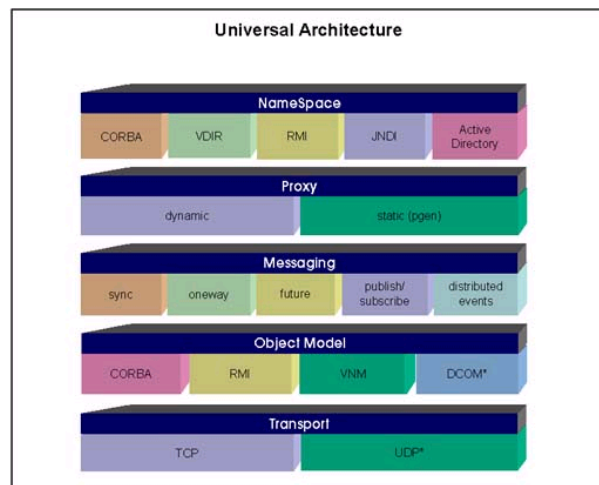 Universal Architecture
NameSpace
CORBA VDIR RMI JNDI Active
Directory
Proxy
dynamic static (pgen)
Messaging
sync oneway future publish/
subscribe distributed
events
Object Model
CORBA RMI VNM DCOM*
Transport
TCP UDP*